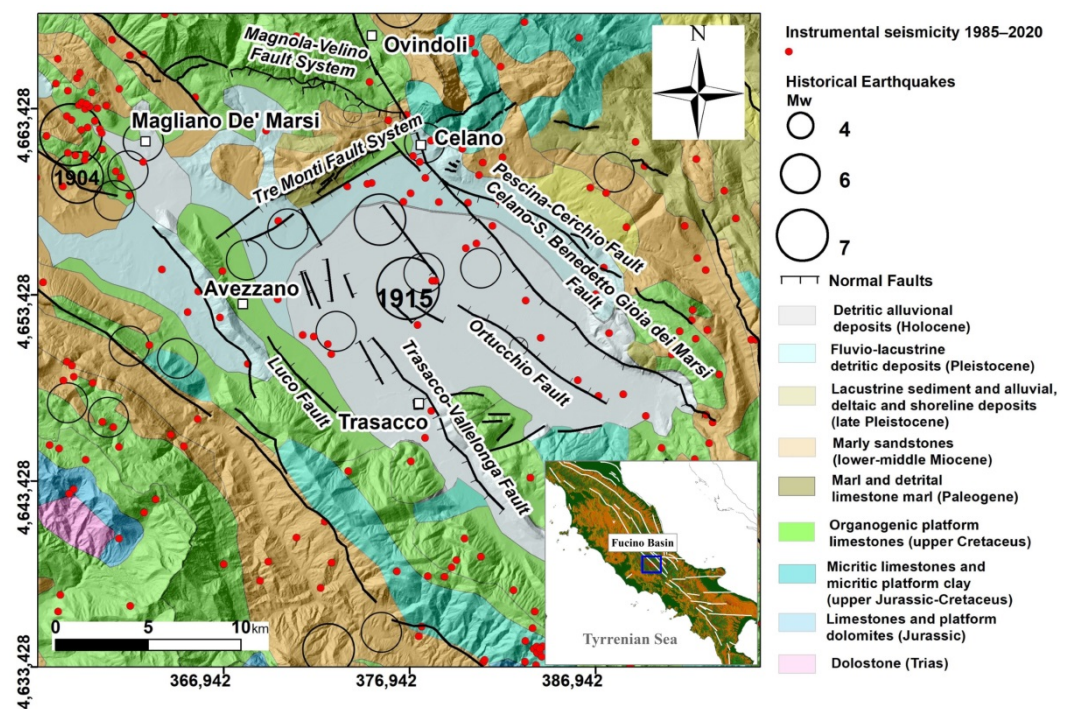 Magnola-Velino
Fault System
Ovindoli
N
Magliano De' Marsi
Celano
1904
Tre Monti Fault System
Pescina-Cerchio Fault
Celano-S. Benedetto Gioia dei Marsi
Fault
Avezzano
1915
Ortucchio Fault
Luco Fault
Trasacco-Vallelonga Fault
Trasacco
Fucino Basin
Tyrrenian Sea
0 5 10 km
4,663,428
4,653,428
4,643,428
4,633,428
366,942 376,942 386,942
Instrumental seismicity 1985–2020
Historical Earthquakes
Mw
4
6
7
Normal Faults
Detritic alluvional
deposits (Holocene)
Fluvio-lacustrine
detritic deposits (Pleistocene)
Lacustrine sediment and alluvial,
deltaic and shoreline deposits
(late Pleistocene)
Marly sandstones
(lower-middle Miocene)
Marl and detrital
limestone marl (Paleogene)
Organogenic platform
limestones (upper Cretaceus)
Micritic limestones and
micritic platform clay
(upper Jurassic-Cretaceus)
Limestones and platform
dolomites (Jurassic)
Dolostone (Trias)